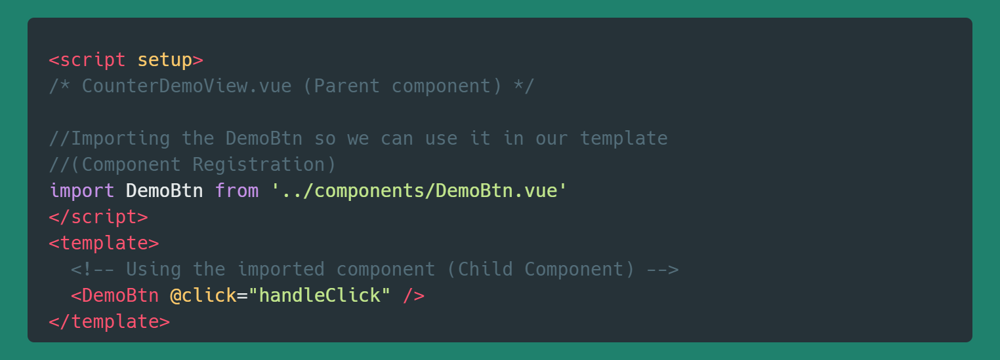 <script setup>
/* CounterDemoView.vue (Parent component) */
//Importing the DemoBtn so we can use it in our template
//(Component Registration)
import DemoBtn from '../components/DemoBtn.vue'
</script>
<template>
  <!-- Using the imported component (Child Component) -->
  <DemoBtn @click="handleClick" />
</template>